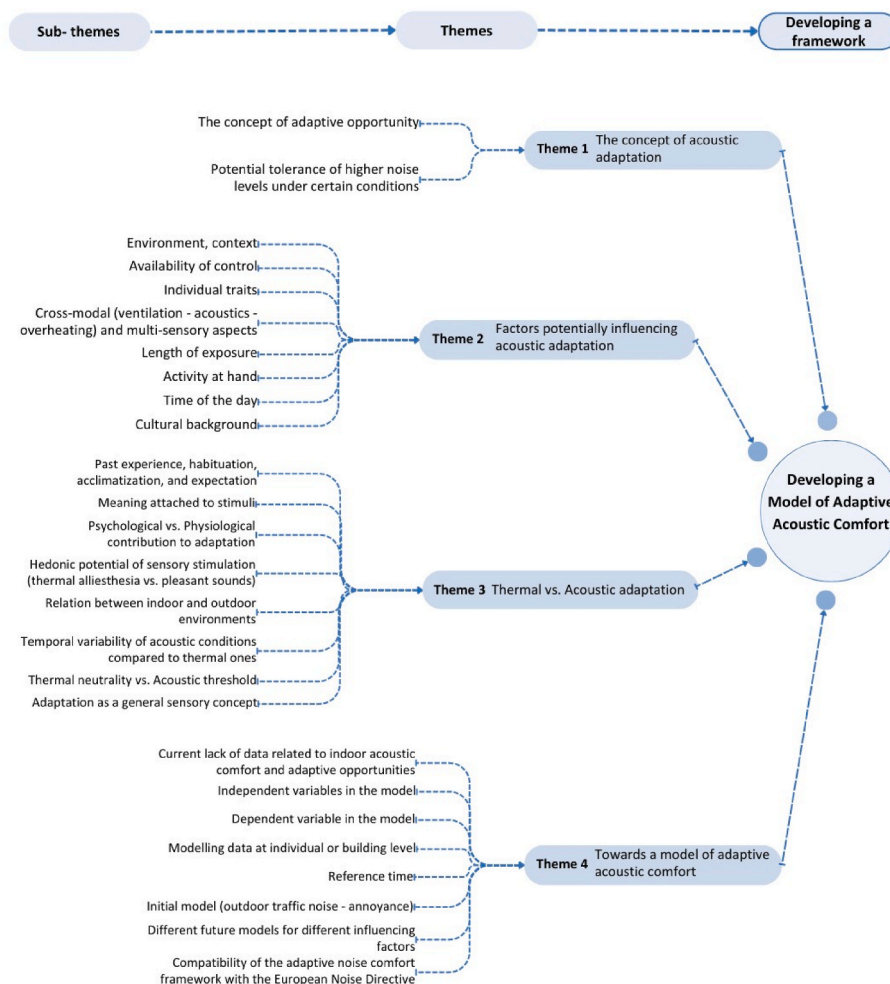 Sub- themes
Themes
Developing a
framework
The concept of adaptive opportunity
Potential tolerance of higher noise
levels under certain conditions
Theme 1 The concept of acoustic
adaptation
Environment, context
Availability of control
Individual traits
Cross-modal (ventilation - acoustics -
overheating) and multi-sensory aspects
Length of exposure
Activity at hand
Time of the day
Cultural background
Theme 2 Factors potentially influencing
acoustic adaptation
Past experience, habituation,
acclimatization, and expectation
Meaning attached to stimuli
Psychological vs. Physiological
contribution to adaptation
Hedonic potential of sensory stimulation
(thermal alliesthesia vs. pleasant sounds)
Relation between indoor and outdoor
environments
Temporal variability of acoustic conditions
compared to thermal ones
Thermal neutrality vs. Acoustic threshold
Adaptation as a general sensory concept
Theme 3 Thermal vs. Acoustic adaptation
Current lack of data related to indoor acoustic
comfort and adaptive opportunities
Independent variables in the model
Dependent variable in the model
Modelling data at individual or building level
Reference time
Initial model (outdoor traffic noise - annoyance)
Different future models for different influencing
factors
Compatibility of the adaptive noise comfort
framework with the European Noise Directive
Theme 4 Towards a model of adaptive
acoustic comfort
Developing a
Model of Adaptive
Acoustic Comfort